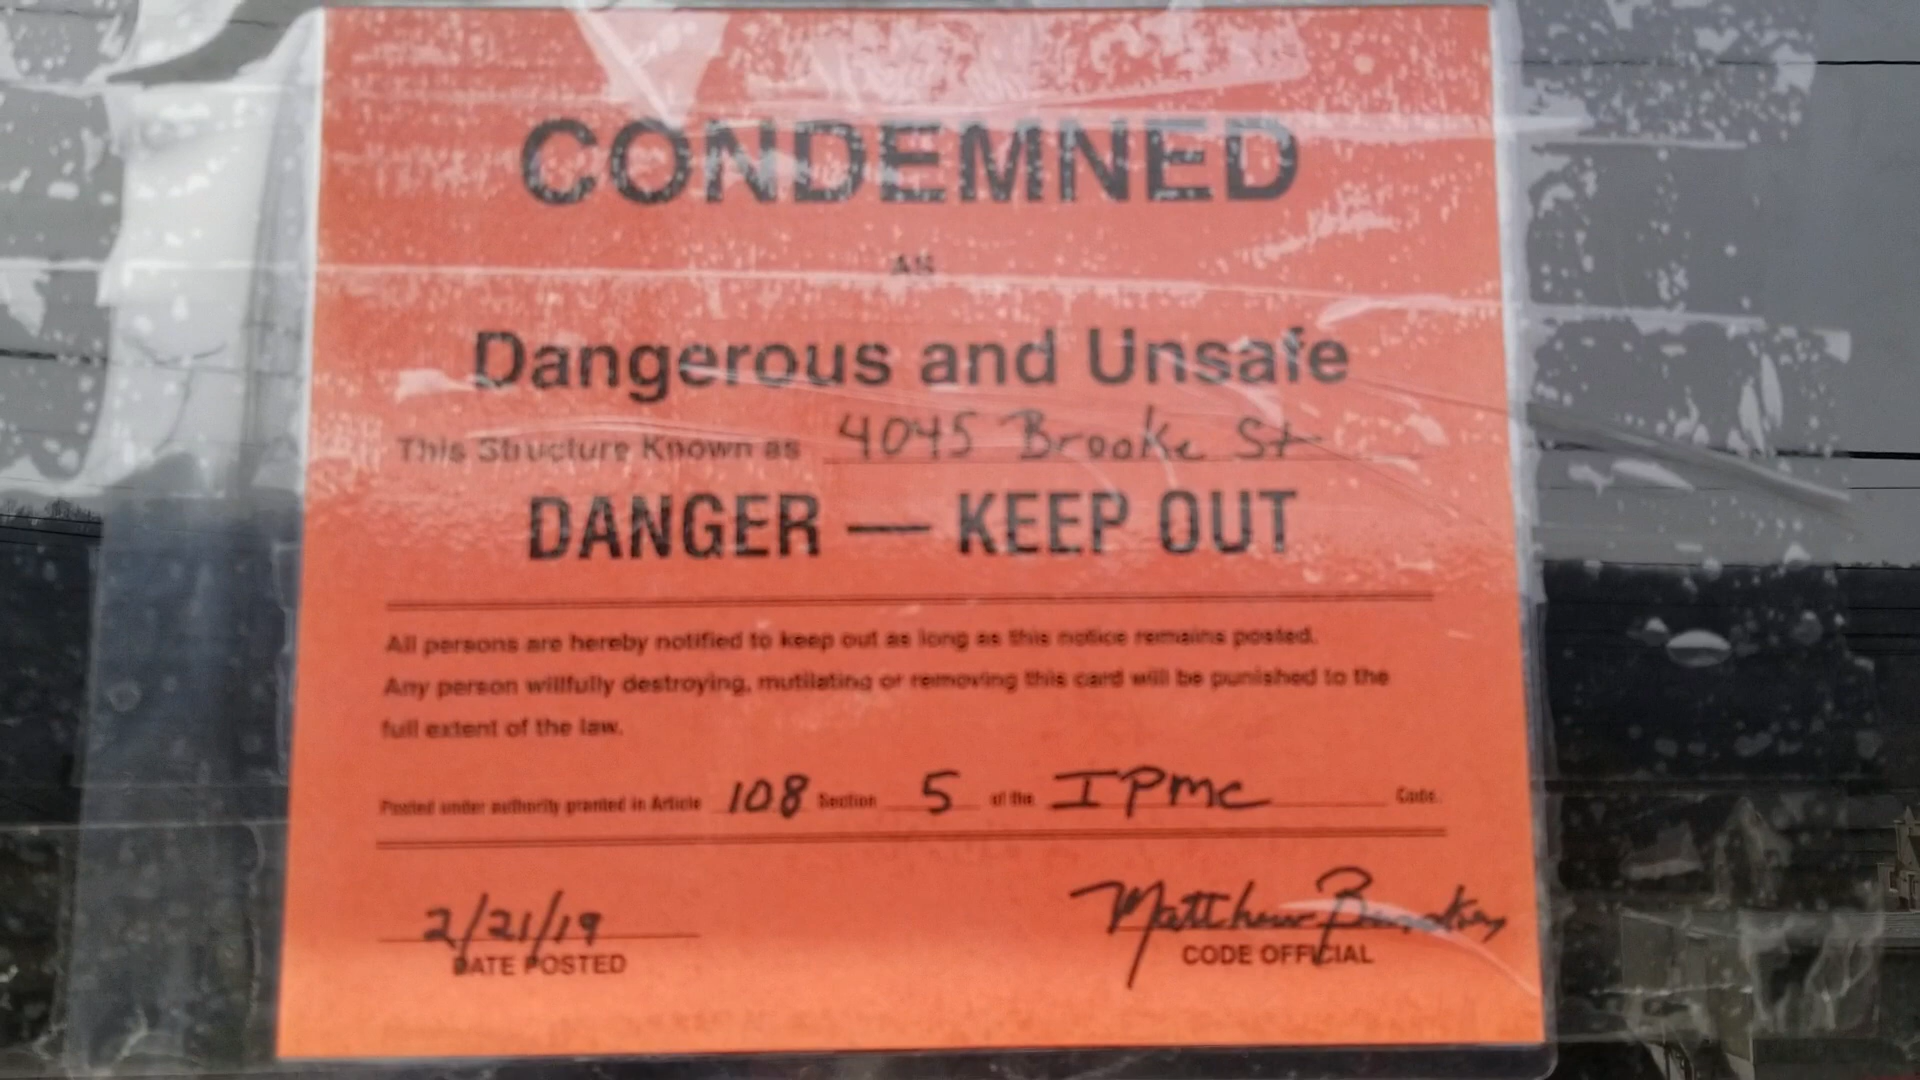 CONDEMNED
AS
Dangerous and Unsafe
This Structure Known as 4045 Brooke St
DANGER — KEEP OUT
All persons are hereby notified to keep out as long as this notice remains posted.
Any person willfully destroying, mutilating or removing this card will be punished to the
full extent of the law.
Posted under authority granted in Article 108 Section 5 of the IPMC Code.
2/21/19
DATE POSTED
Matthew
CODE OFFICIAL